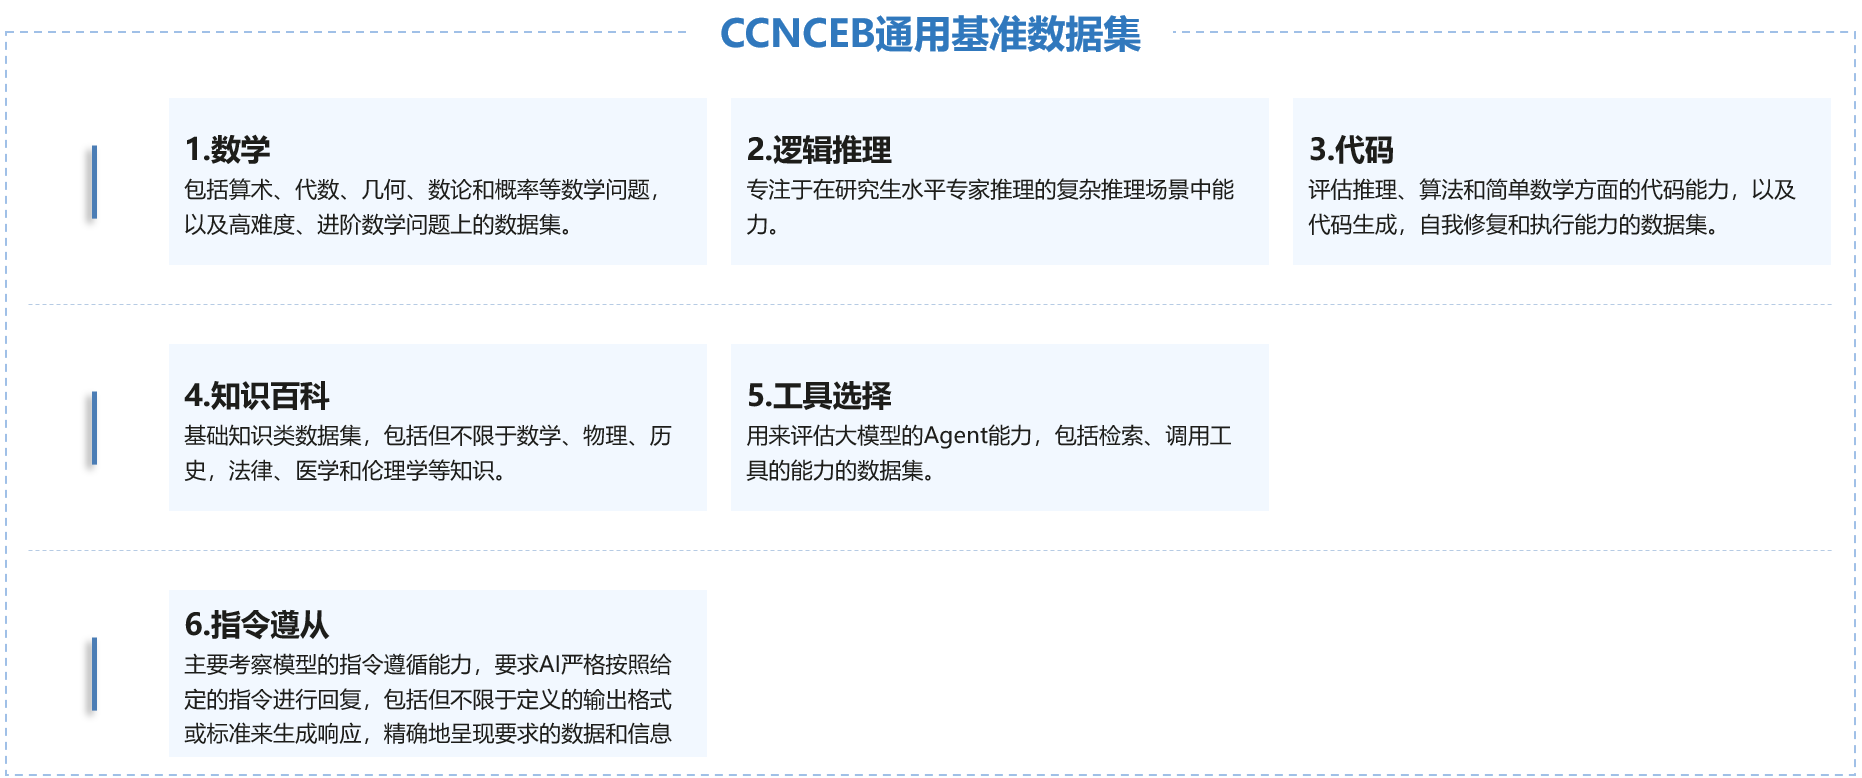 CCNCEB通用基准数据集
1.数学
包括算术、代数、几何、数论和概率等数学问题，
以及高难度、进阶数学问题上的数据集。
2.逻辑推理
专注于在研究生水平专家推理的复杂推理场景中能
力。
3.代码
评估推理、算法和简单数学方面的代码能力，以及
代码生成，自我修复和执行能力的数据集。
4.知识百科
基础知识类数据集，包括但不限于数学、物理、历
史，法律、医学和伦理学等知识。
5.工具选择
用来评估大模型的Agent能力，包括检索、调用工
具的能力的数据集。
6.指令遵从
主要考察模型的指令遵循能力，要求AI严格按照给
定的指令进行回复，包括但不限于定义的输出格式
或标准来生成响应，精确地呈现要求的数据和信息